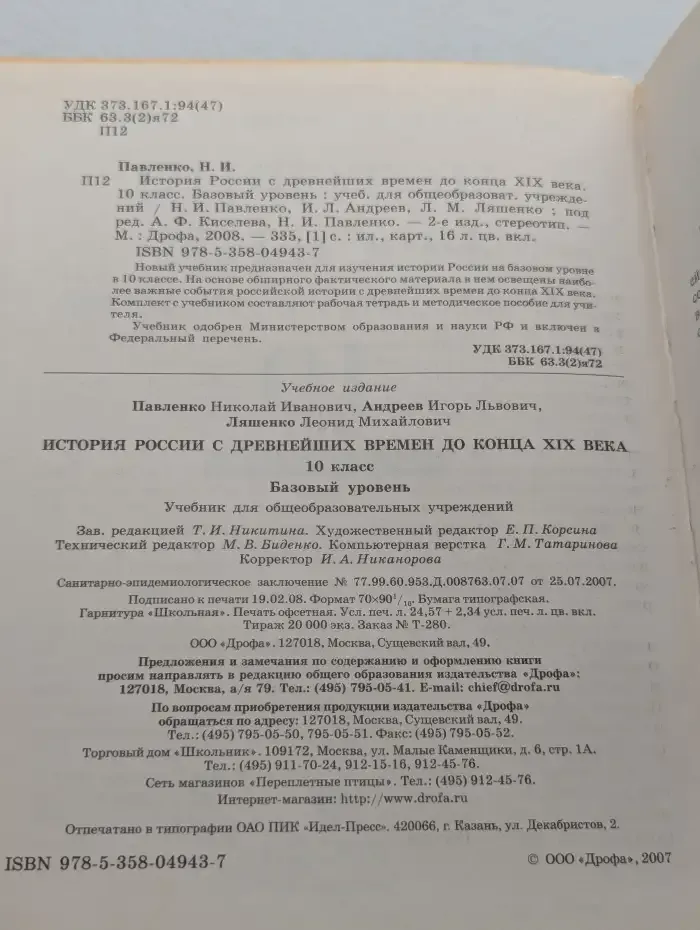 УДК 373.167.1:94(47)
ББК 63.3(2)я72
П12
Павленко, Н. И.
П12 История России с древнейших времен до конца XIX века.
10 класс. Базовый уровень : учеб. для общеобразоват. учрежде-
ний / Н. И. Павленко, И. Л. Андреев, Л. М. Ляшенко ; под
ред. А. Ф. Киселева, Н. И. Павленко. — 2-е изд., стереотип. —
М. : Дрофа, 2008. — 335, [1] с. : ил., карт., 16 л. цв. вкл.
ISBN 978-5-358-04943-7
Новый учебник предназначен для изучения истории России на базовом уровне
в 10 классе. На основе обширного фактического материала в нем освещены наибо-
лее важные события российской истории с древнейших времен до конца XIX века.
Комплект с учебником составляют рабочая тетрадь и методическое пособие для учи-
теля.
Учебник одобрен Министерством образования и науки РФ и включен в
Федеральный перечень.
УДК 373.167.1:94(47)
ББК 63.3(2)я72
Учебное издание
Павленко Николай Иванович, Андреев Игорь Львович,
Ляшенко Леонид Михайлович
ИСТОРИЯ РОССИИ С ДРЕВНЕЙШИХ ВРЕМЕН ДО КОНЦА XIX ВЕКА
10 класс
Базовый уровень
Учебник для общеобразовательных учреждений
Зав. редакцией Т. И. Никитина. Художественный редактор Е. П. Корсина
Технический редактор М. В. Биденко. Компьютерная верстка Г. М. Татаринова
Корректор И. А. Никанорова
Санитарно-эпидемиологическое заключение № 77.99.60.953.Д.008763.07.07 от 25.07.2007.
Подписано к печати 19.02.08. Формат 70×90 1/16. Бумага типографская.
Гарнитура «Школьная». Печать офсетная. Усл. печ. л. 24,57 + 2,34 усл. печ. л. цв. вкл.
Тираж 20 000 экз. Заказ № Т-280.
ООО «Дрофа». 127018, Москва, Сущевский вал, 49.
Предложения и замечания по содержанию и оформлению книги
просим направлять в редакцию общего образования издательства «Дрофа»:
127018, Москва, а/я 79. Тел.: (495) 795-05-41. E-mail: chief@drofa.ru
По вопросам приобретения продукции издательства «Дрофа»
обращаться по адресу: 127018, Москва, Сущевский вал, 49.
Тел.: (495) 795-05-50, 795-05-51. Факс: (495) 795-05-52.
Торговый дом «Школьник». 109172, Москва, ул. Малые Каменщики, д. 6, стр. 1А.
Тел.: (495) 911-70-24, 912-15-16, 912-45-76.
Сеть магазинов «Переплетные птицы». Тел.: (495) 912-45-76.
Интернет-магазин: http://www.drofa.ru
Отпечатано в типографии ОАО ПИК «Идел-Пресс». 420066, г. Казань, ул. Декабристов, 2.
ISBN 978-5-358-04943-7 © ООО «Дрофа», 2007